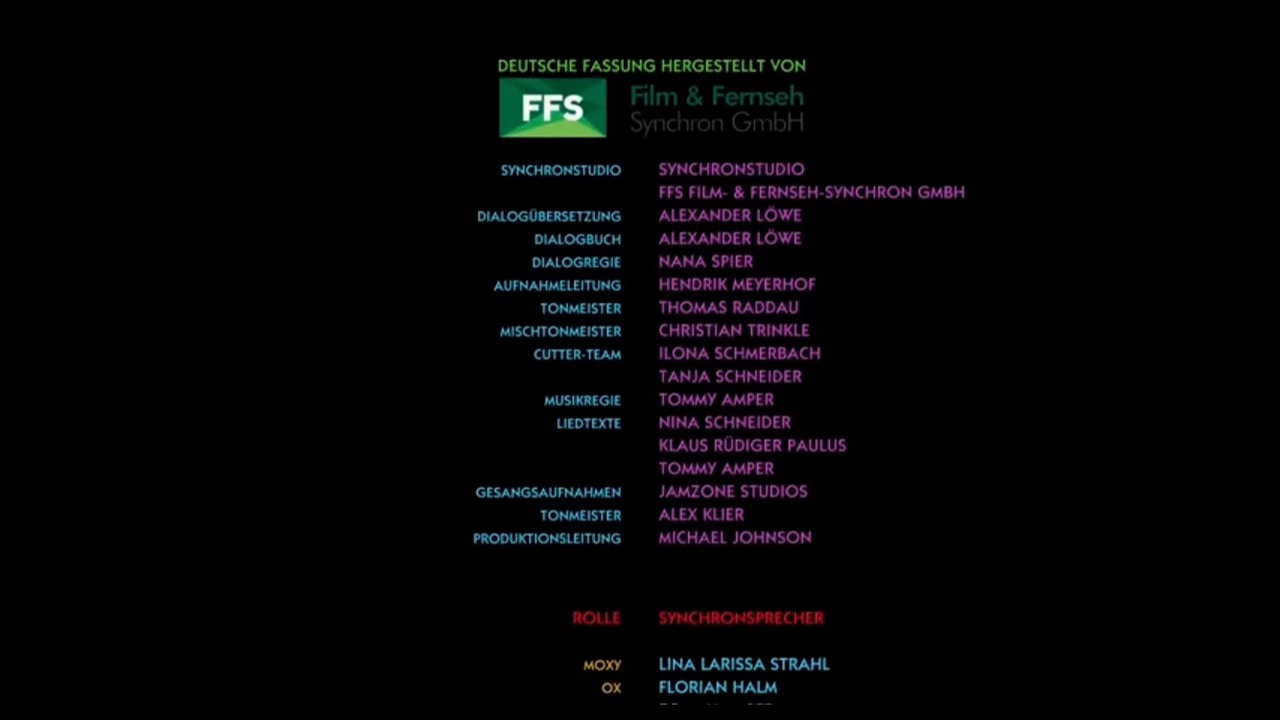 DEUTSCHE FASSUNG HERGESTELLT VON
FFS Film & Fernseh
Synchron GmbH
SYNCHRONSTUDIO SYNCHRONSTUDIO
FFS FILM- & FERNSEH-SYNCHRON GMBH
DIALOGÜBERSETZUNG ALEXANDER LÖWE
DIALOGBUCH ALEXANDER LÖWE
DIALOGREGIE NANA SPIER
AUFNAHMELEITUNG HENDRIK MEYERHOF
TONMEISTER THOMAS RADDAU
MISCHTONMEISTER CHRISTIAN TRINKLE
CUTTER-TEAM ILONA SCHMERBACH
TANJA SCHNEIDER
MUSIKREGIE TOMMY AMPER
LIEDTEXTE NINA SCHNEIDER
KLAUS RÜDIGER PAULUS
TOMMY AMPER
GESANGSAUFNAHMEN JAMZONE STUDIOS
TONMEISTER ALEX KLIER
PRODUKTIONSLEITUNG MICHAEL JOHNSON
ROLLE SYNCHRONSPRECHER
MOXY LINA LARISSA STRAHL
OX FLORIAN HALM